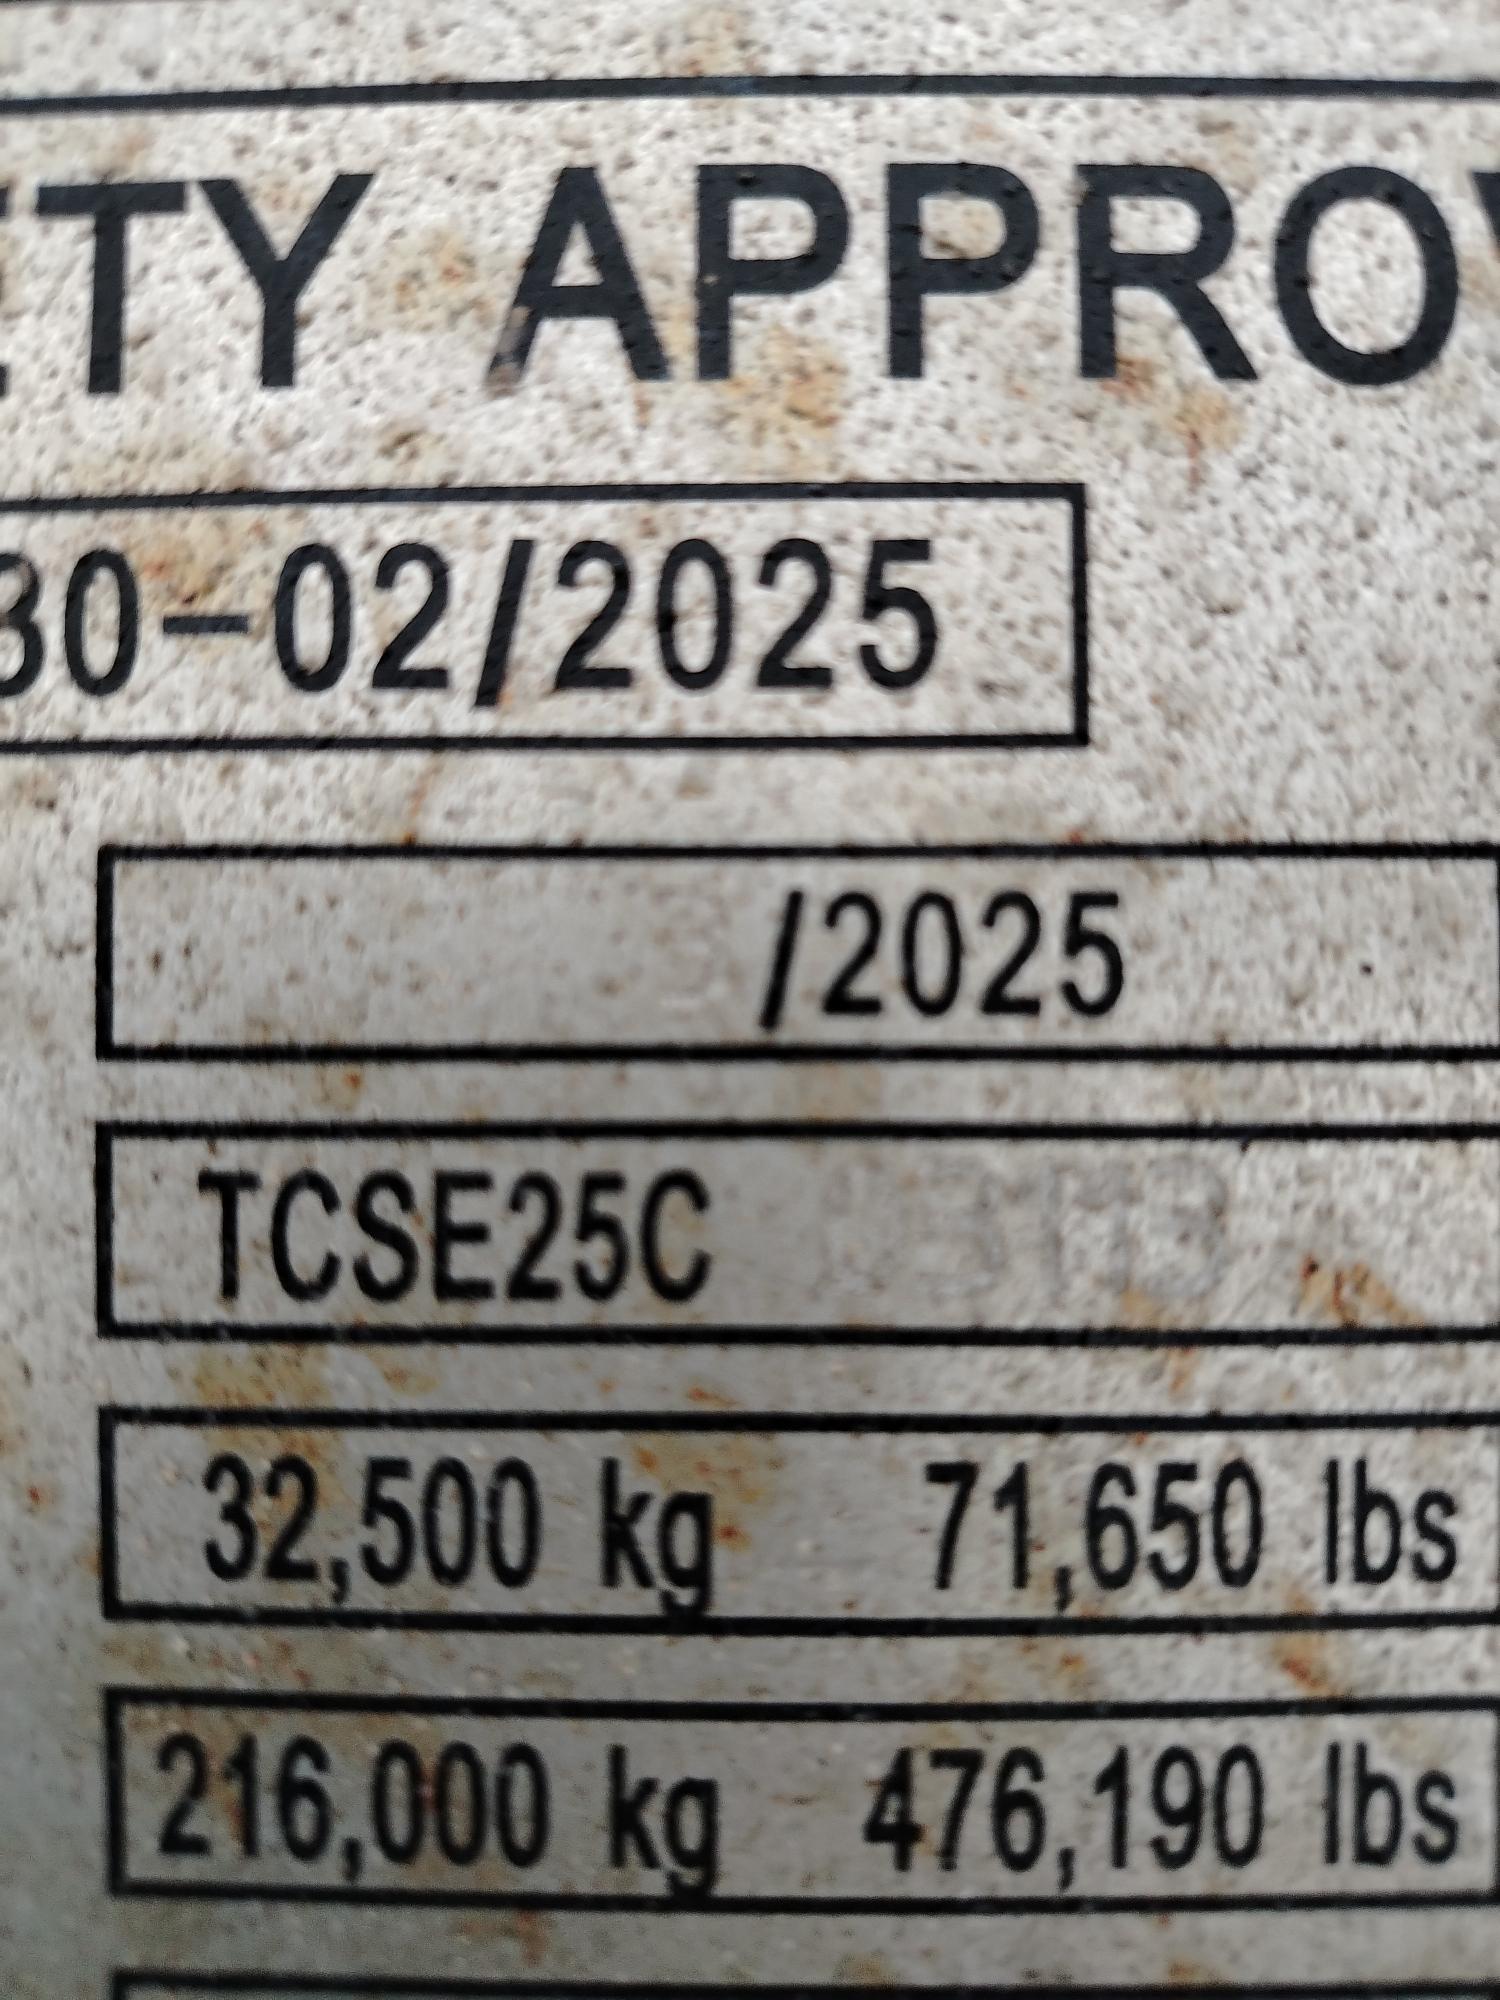 ETY APPROV
30-02/2025
/2025
TCSE25C
32,500 kg 71,650 lbs
216,000 kg 476,190 lbs